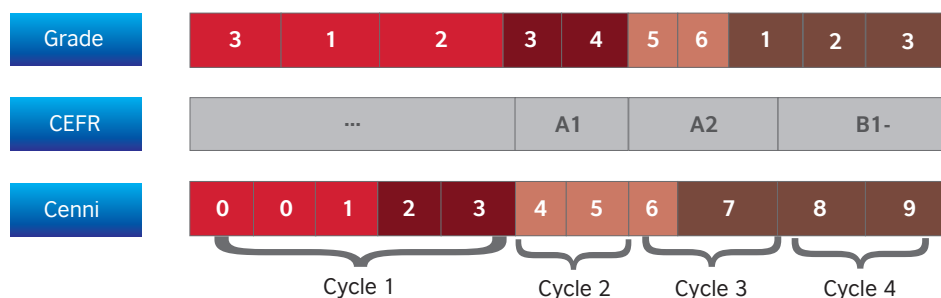 Grade 3 1 2 3 4 5 6 1 2 3
CEFR ... A1 A2 B1-
Cenni 0 0 1 2 3 4 5 6 7 8 9
Cycle 1 Cycle 2 Cycle 3 Cycle 4